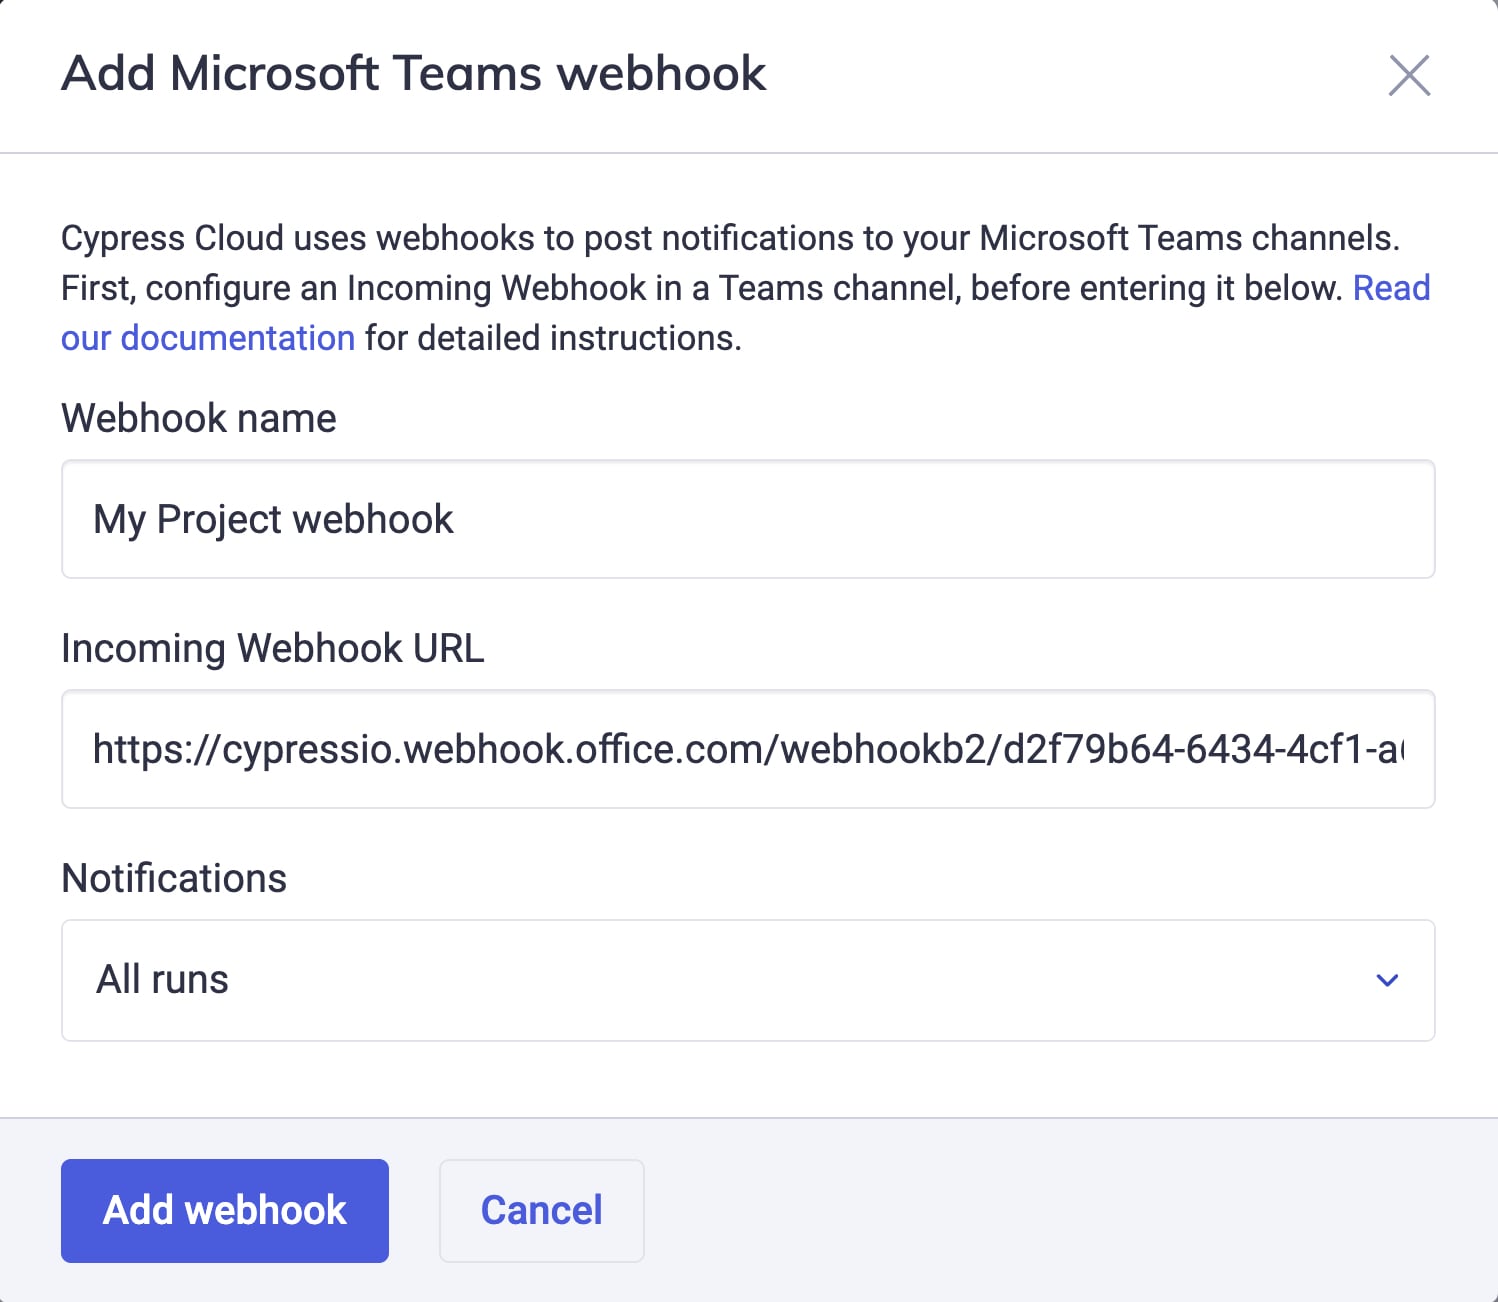 Add Microsoft Teams webhook
Cypress Cloud uses webhooks to post notifications to your Microsoft Teams channels.
First, configure an Incoming Webhook in a Teams channel, before entering it below. Read
our documentation for detailed instructions.
Webhook name
My Project webhook
Incoming Webhook URL
https://cypressio.webhook.office.com/webhookb2/d2f79b64-6434-4cf1-a
Notifications
All runs
Add webhook
Cancel